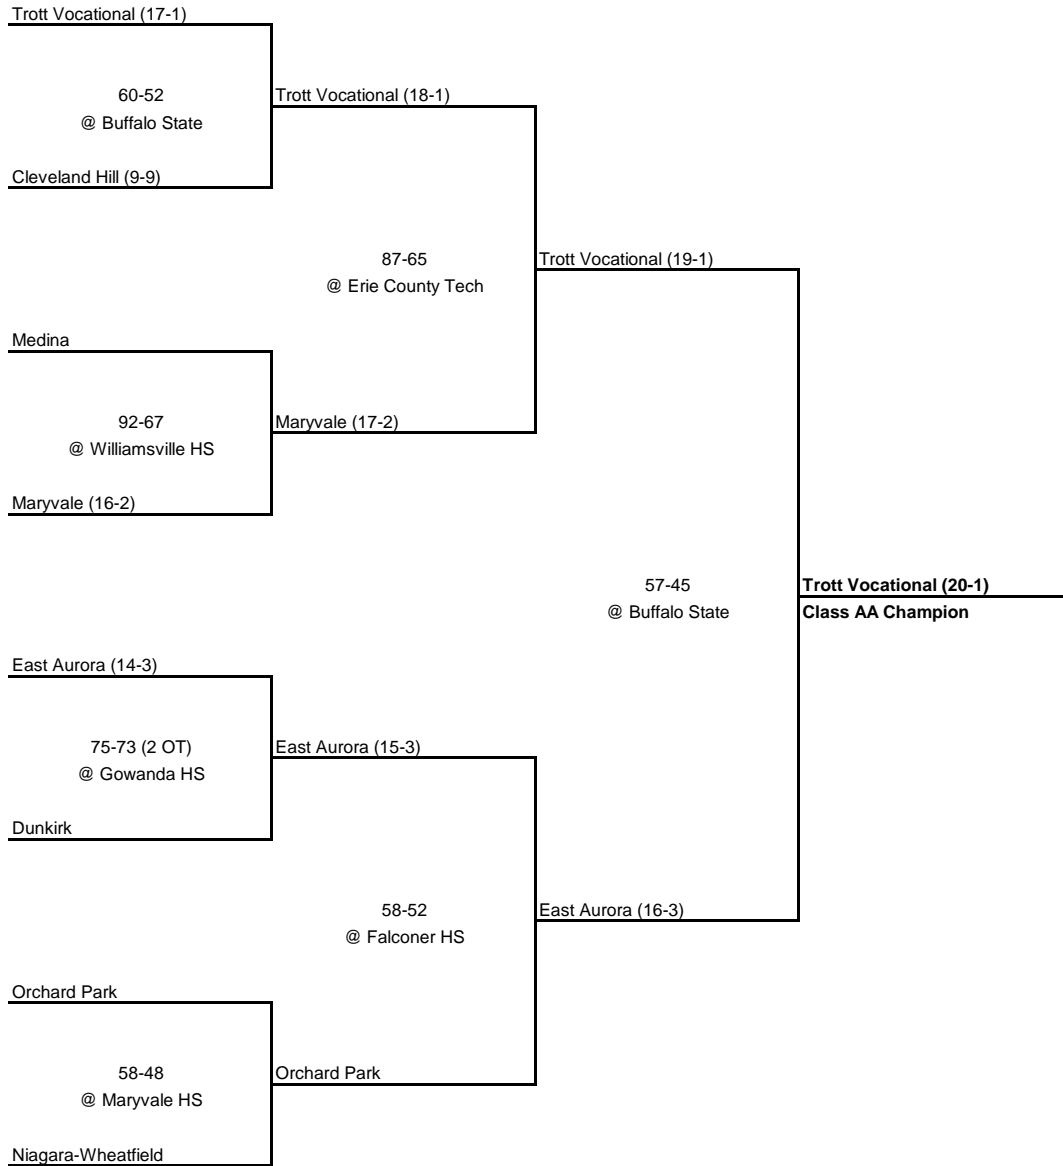 Trott Vocational (17-1)
60-52
@ Buffalo State
Trott Vocational (18-1)
Cleveland Hill (9-9)
87-65
@ Erie County Tech
Trott Vocational (19-1)
Medina
92-67
@ Williamsville HS
Maryvale (17-2)
Maryvale (16-2)
57-45
@ Buffalo State
Trott Vocational (20-1)
Class AA Champion
East Aurora (14-3)
75-73 (2 OT)
@ Gowanda HS
East Aurora (15-3)
Dunkirk
58-52
@ Falconer HS
East Aurora (16-3)
Orchard Park
58-48
@ Maryvale HS
Orchard Park
Niagara-Wheatfield